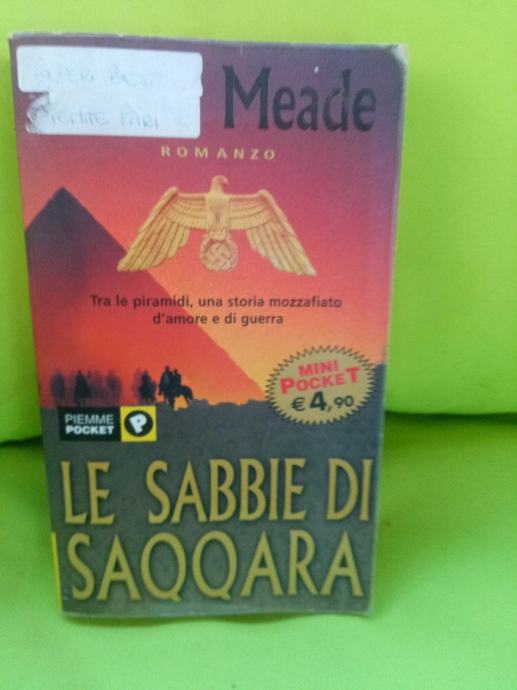 Meade
ROMANZO
Tra le piramidi, una storia mozzafiato
d'amore e di guerra
MINI
POCKET
€ 4,90
PIEMME
POCKET
P
LE SABBIE DI
SAQQARA